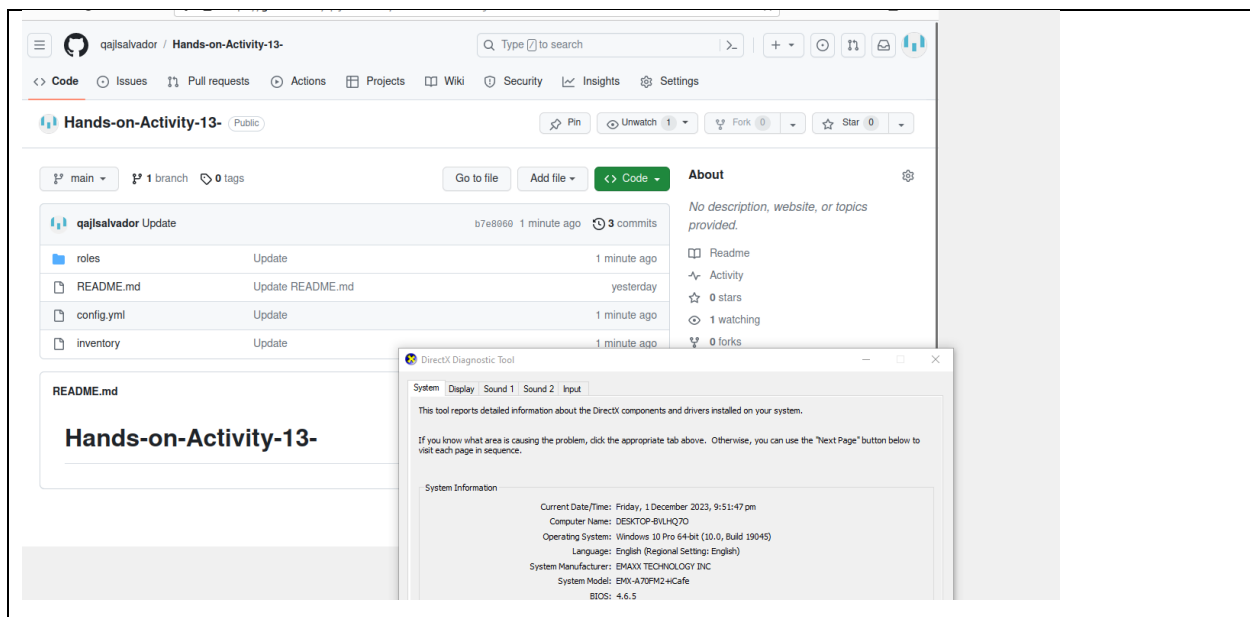 qajlsalvador / Hands-on-Activity-13-
Type / to search
Code Issues Pull requests Actions Projects Wiki Security Insights Settings
Hands-on-Activity-13- Public
Pin Unwatch 1 Fork 0 Star 0
main 1 branch 0 tags
Go to file Add file <> Code
qajlsalvador Update b7e8060 1 minute ago 3 commits
roles Update 1 minute ago
README.md Update README.md yesterday
config.yml Update 1 minute ago
inventory Update 1 minute ago
README.md
Hands-on-Activity-13-
About
No description, website, or topics
provided.
Readme
Activity
0 stars
1 watching
0 forks
DirectX Diagnostic Tool
System Display Sound 1 Sound 2 Input
This tool reports detailed information about the DirectX components and drivers installed on your system.
If you know what area is causing the problem, click the appropriate tab above. Otherwise, you can use the "Next Page" button below to
visit each page in sequence.
System Information
Current Date/Time: Friday, 1 December 2023, 9:51:47 pm
Computer Name: DESKTOP-BVLHQ7O
Operating System: Windows 10 Pro 64-bit (10.0, Build 19045)
Language: English (Regional Setting: English)
System Manufacturer: EMAXX TECHNOLOGY INC
System Model: EMX-A70FM2+iCafe
BIOS: 4.6.5